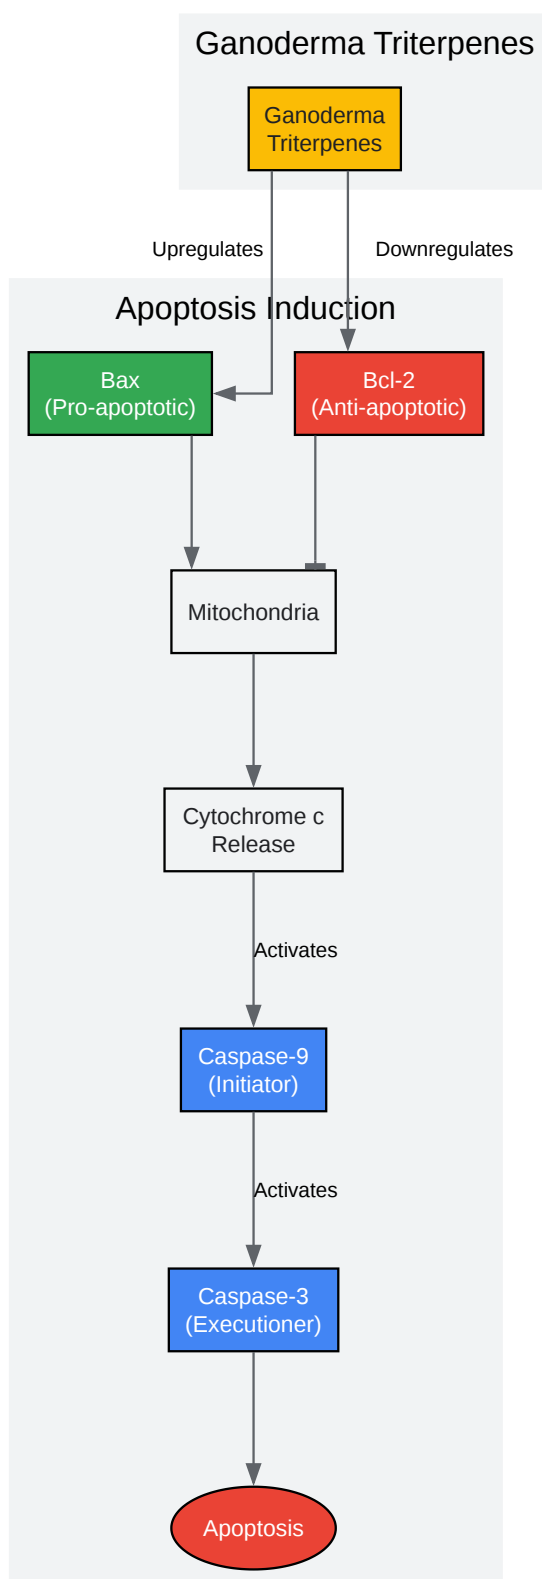 Ganoderma Triterpenes
Ganoderma
Triterpenes
Upregulates
Downregulates
Apoptosis Induction
Bax
(Pro-apoptotic)
Bcl-2
(Anti-apoptotic)
Mitochondria
Cytochrome c
Release
Activates
Caspase-9
(Initiator)
Activates
Caspase-3
(Executioner)
Apoptosis